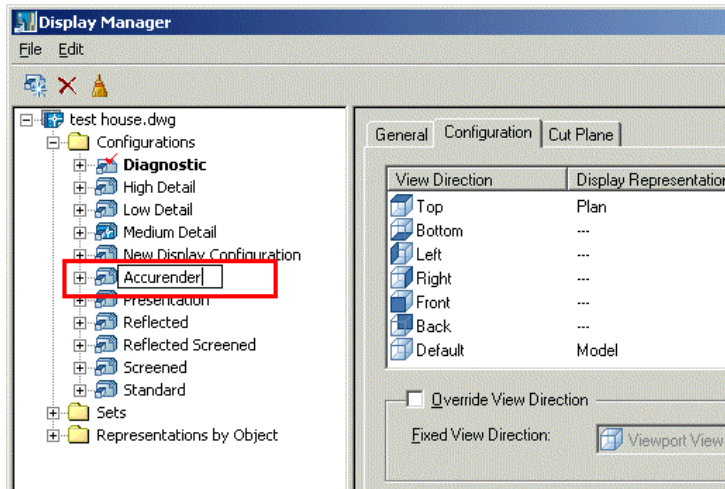 Display Manager
File Edit
test house.dwg
Configurations
Diagnostic
High Detail
Low Detail
Medium Detail
New Display Configuration
Accurender
Presentation
Reflected
Reflected Screened
Screened
Standard
Sets
Representations by Object
General Configuration Cut Plane
View Direction Display Representation
Top Plan
Bottom ---
Left ---
Right ---
Front ---
Back ---
Default Model
Override View Direction
Fixed View Direction: Viewport View